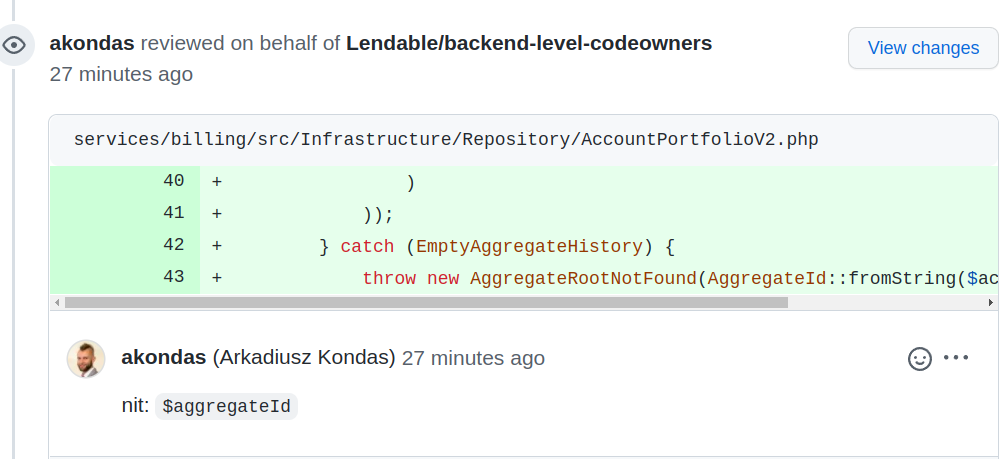 akondas reviewed on behalf of Lendable/backend-level-codeowners
27 minutes ago
View changes
services/billing/src/Infrastructure/Repository/AccountPortfolioV2.php
40 + )
41 + ));
42 + } catch (EmptyAggregateHistory) {
43 + throw new AggregateRootNotFound(AggregateId::fromString($ac
akondas (Arkadiusz Kondas) 27 minutes ago
nit: $aggregateId